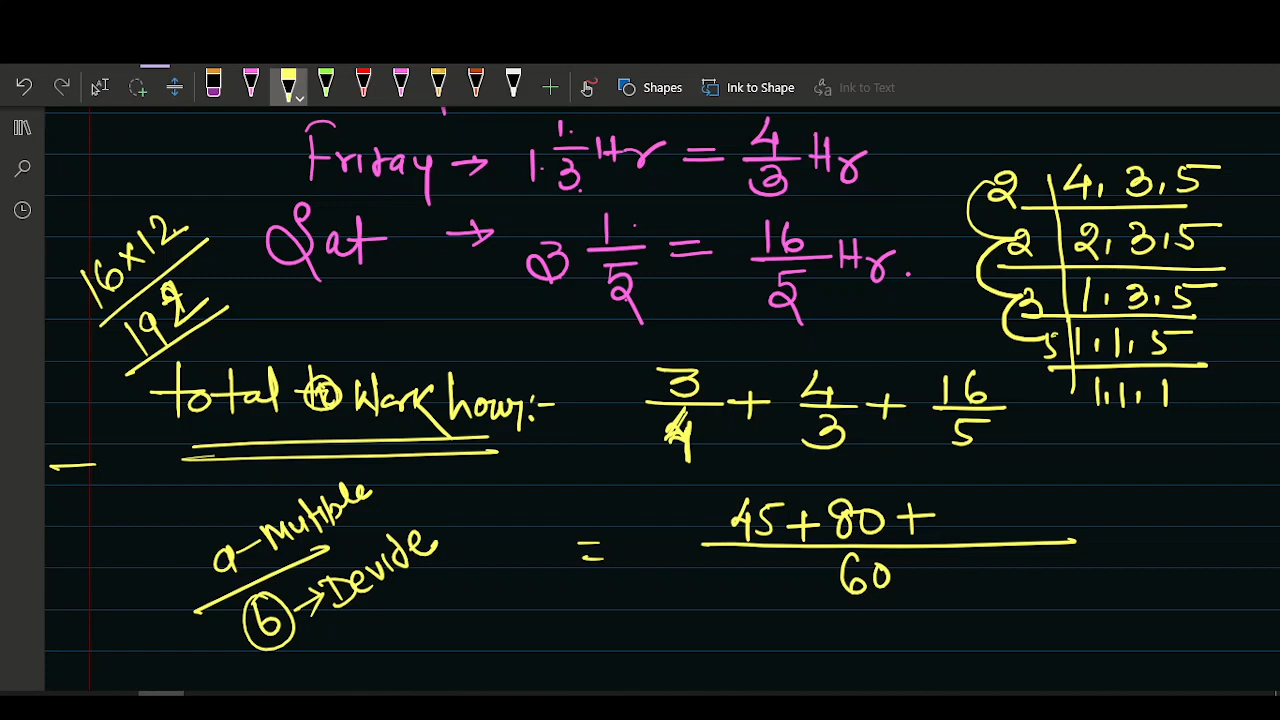 Shapes Ink to Shape Ink to Text
Friday → 1 1/3 Hr = 4/3 Hr
Sat → 3 1/5 = 16/5 Hr.
16×12
192
2 | 4, 3, 5
2 | 2, 3, 5
3 | 1, 3, 5
5 | 1, 1, 5
1, 1, 1
total Work hour:- 3/4 + 4/3 + 16/5
a - Mutiple
b → Devide
= 45 + 80 +
60